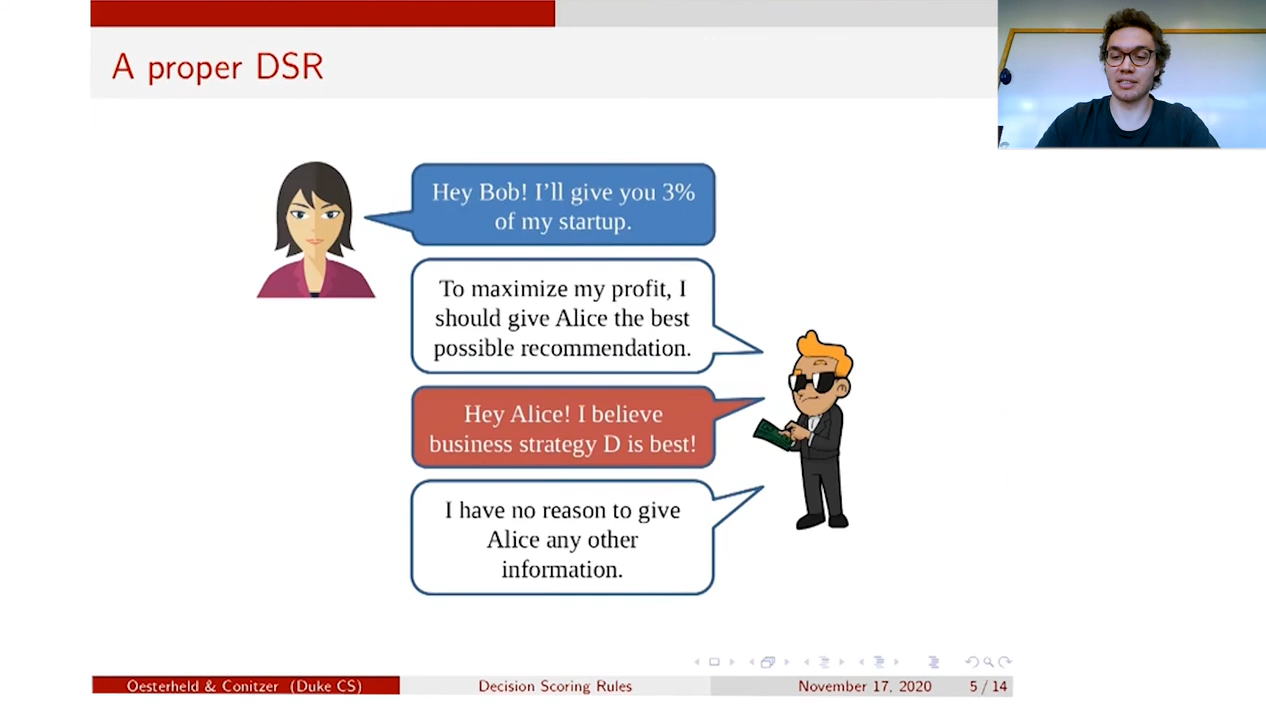 A proper DSR
Hey Bob! I'll give you 3%
of my startup.
To maximize my profit, I
should give Alice the best
possible recommendation.
Hey Alice! I believe
business strategy D is best!
I have no reason to give
Alice any other
information.
Oesterheld & Conitzer (Duke CS)
Decision Scoring Rules
November 17, 2020
5 / 14